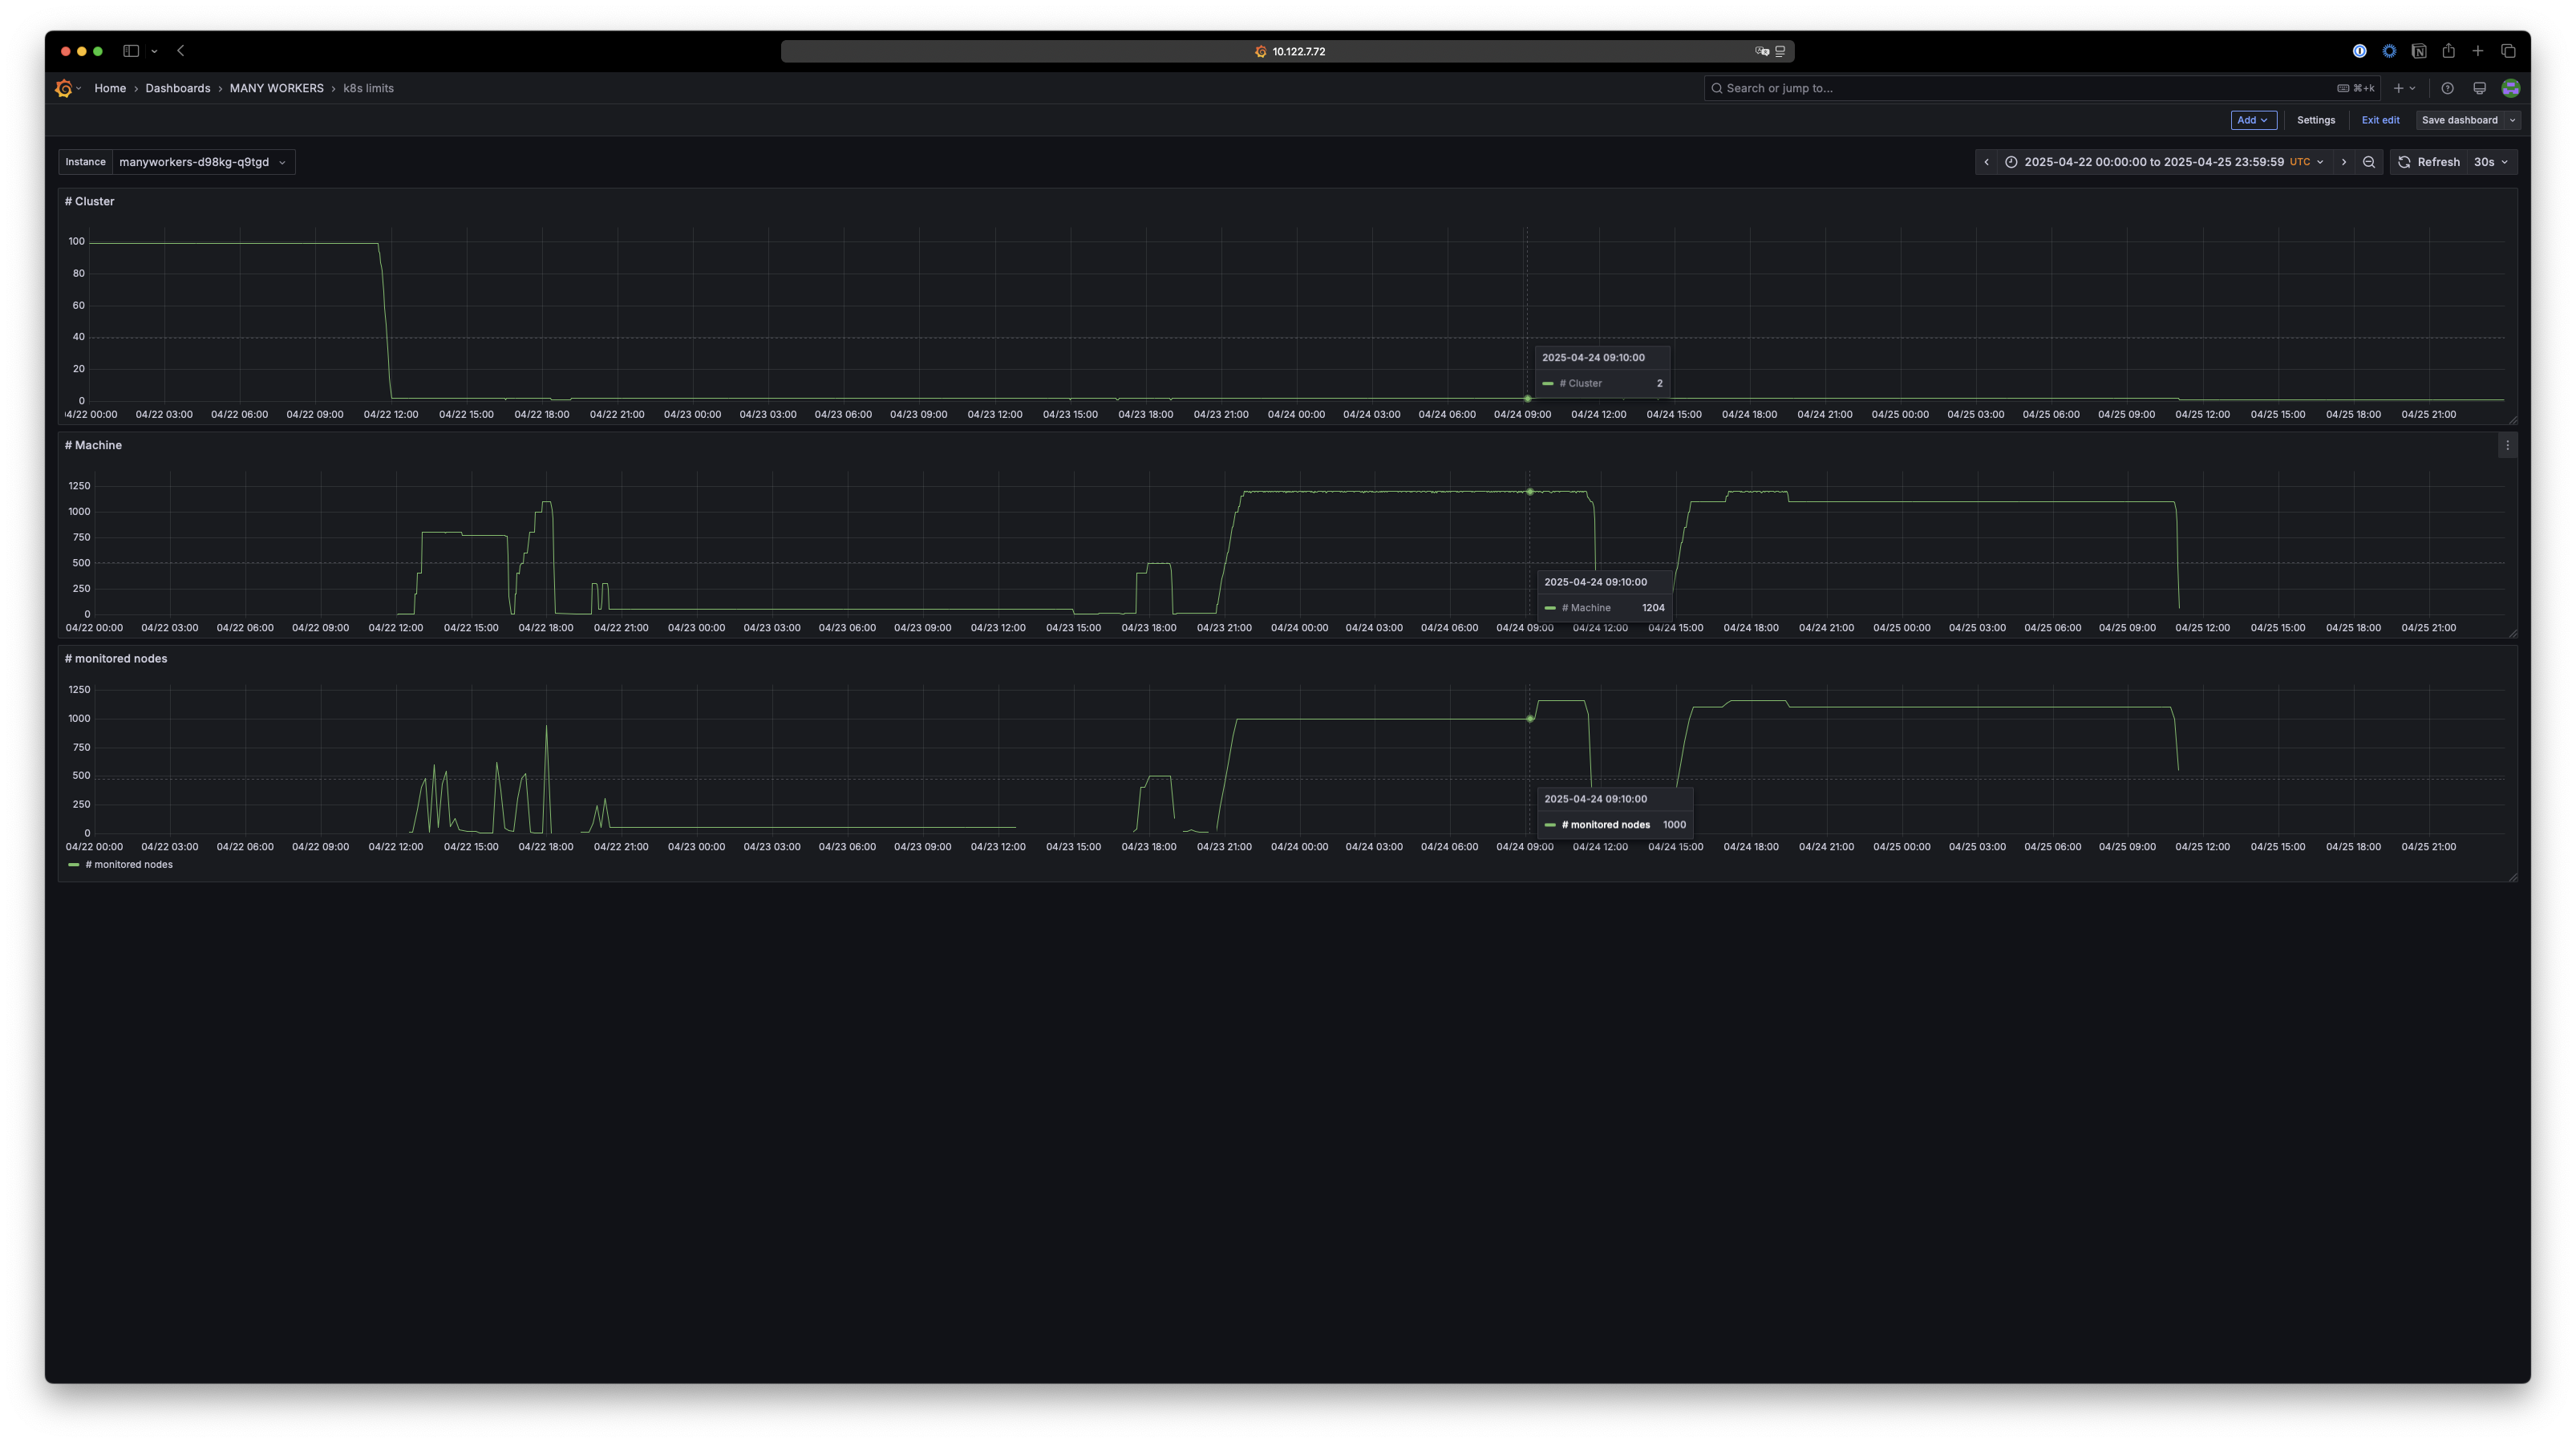 10.122.7.72
Home › Dashboards › MANY WORKERS › k8s limits
Search or jump to...
⌘+k
Add
Settings
Exit edit
Save dashboard
Instance
manyworkers-d98kg-q9tgd
2025-04-22 00:00:00 to 2025-04-25 23:59:59 UTC
Refresh
30s
# Cluster
100
80
60
40
20
0
4/22 00:00 04/22 03:00 04/22 06:00 04/22 09:00 04/22 12:00 04/22 15:00 04/22 18:00 04/22 21:00 04/23 00:00 04/23 03:00 04/23 06:00 04/23 09:00 04/23 12:00 04/23 15:00 04/23 18:00 04/23 21:00 04/24 00:00 04/24 03:00 04/24 06:00 04/24 09:00 04/24 12:00 04/24 15:00 04/24 18:00 04/24 21:00 04/25 00:00 04/25 03:00 04/25 06:00 04/25 09:00 04/25 12:00 04/25 15:00 04/25 18:00 04/25 21:00
2025-04-24 09:10:00
# Cluster 2
# Machine
1250
1000
750
500
250
0
04/22 00:00 04/22 03:00 04/22 06:00 04/22 09:00 04/22 12:00 04/22 15:00 04/22 18:00 04/22 21:00 04/23 00:00 04/23 03:00 04/23 06:00 04/23 09:00 04/23 12:00 04/23 15:00 04/23 18:00 04/23 21:00 04/24 00:00 04/24 03:00 04/24 06:00 04/24 09:00 04/24 12:00 04/24 15:00 04/24 18:00 04/24 21:00 04/25 00:00 04/25 03:00 04/25 06:00 04/25 09:00 04/25 12:00 04/25 15:00 04/25 18:00 04/25 21:00
2025-04-24 09:10:00
# Machine 1204
# monitored nodes
1250
1000
750
500
250
0
04/22 00:00 04/22 03:00 04/22 06:00 04/22 09:00 04/22 12:00 04/22 15:00 04/22 18:00 04/22 21:00 04/23 00:00 04/23 03:00 04/23 06:00 04/23 09:00 04/23 12:00 04/23 15:00 04/23 18:00 04/23 21:00 04/24 00:00 04/24 03:00 04/24 06:00 04/24 09:00 04/24 12:00 04/24 15:00 04/24 18:00 04/24 21:00 04/25 00:00 04/25 03:00 04/25 06:00 04/25 09:00 04/25 12:00 04/25 15:00 04/25 18:00 04/25 21:00
2025-04-24 09:10:00
# monitored nodes 1000
# monitored nodes